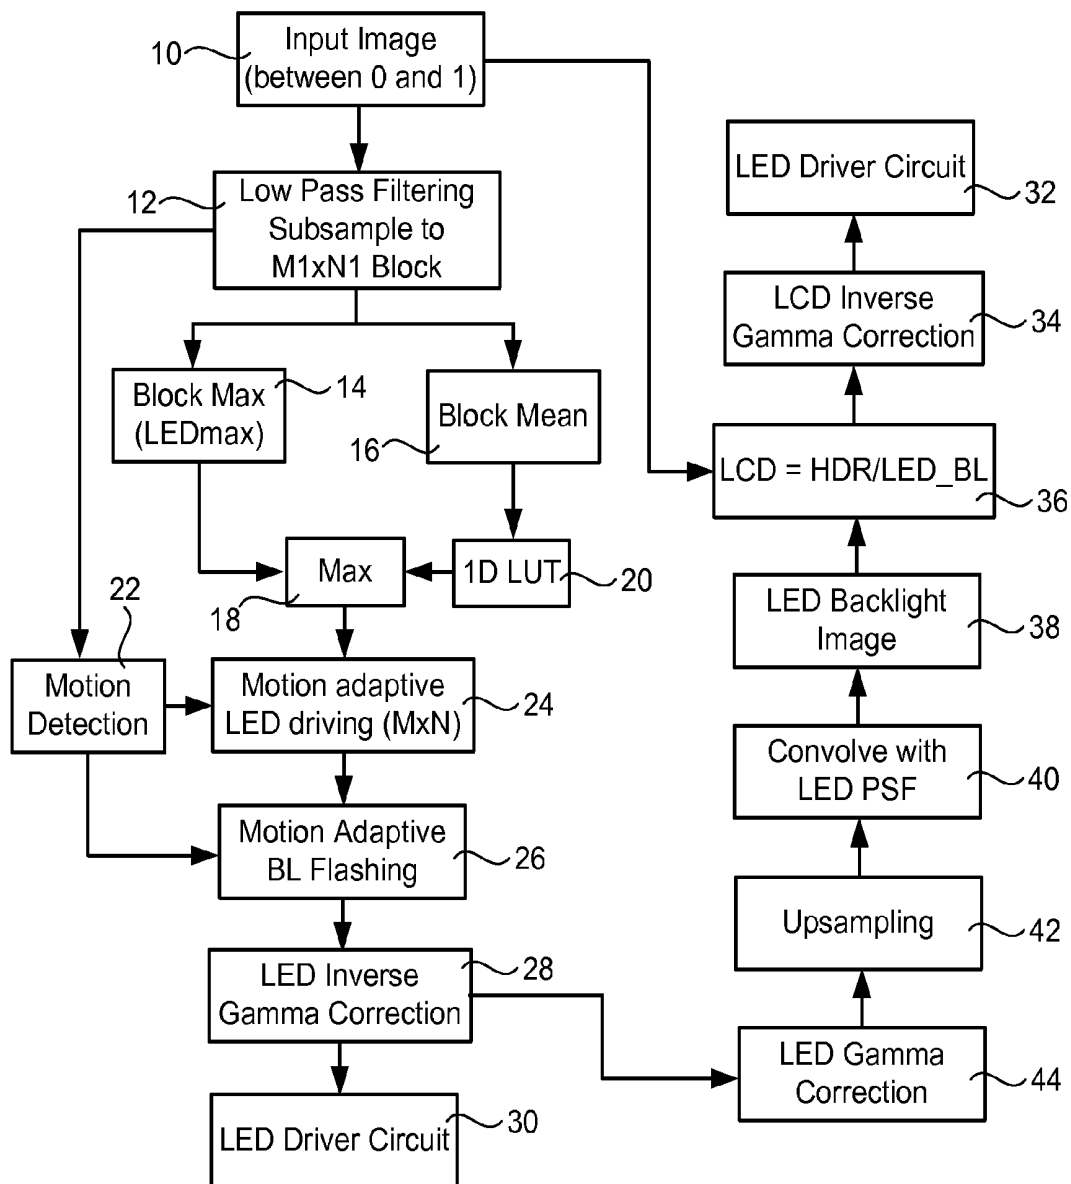 10
Input Image
(between 0 and 1)
12
Low Pass Filtering
Subsample to
M1xN1 Block
Block Max
(LEDmax)
14
16
Block Mean
Max
18
1D LUT
20
22
Motion
Detection
Motion adaptive
LED driving (MxN)
24
Motion Adaptive
BL Flashing
26
LED Inverse
Gamma Correction
28
LED Driver Circuit
30
LED Driver Circuit
32
LCD Inverse
Gamma Correction
34
LCD = HDR/LED_BL
36
LED Backlight
Image
38
Convolve with
LED PSF
40
Upsampling
42
LED Gamma
Correction
44